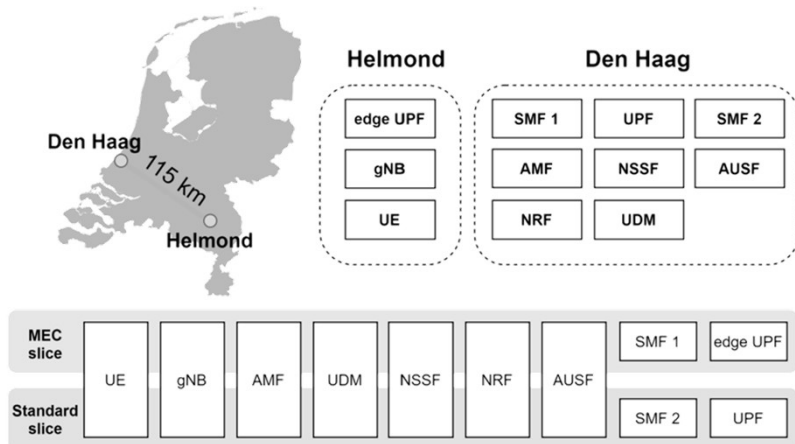 Den Haag
115 km
Helmond
Helmond
edge UPF
gNB
UE
Den Haag
SMF 1 UPF SMF 2
AMF NSSF AUSF
NRF UDM
MEC
slice
Standard
slice
UE gNB AMF UDM NSSF NRF AUSF
SMF 1 edge UPF
SMF 2 UPF